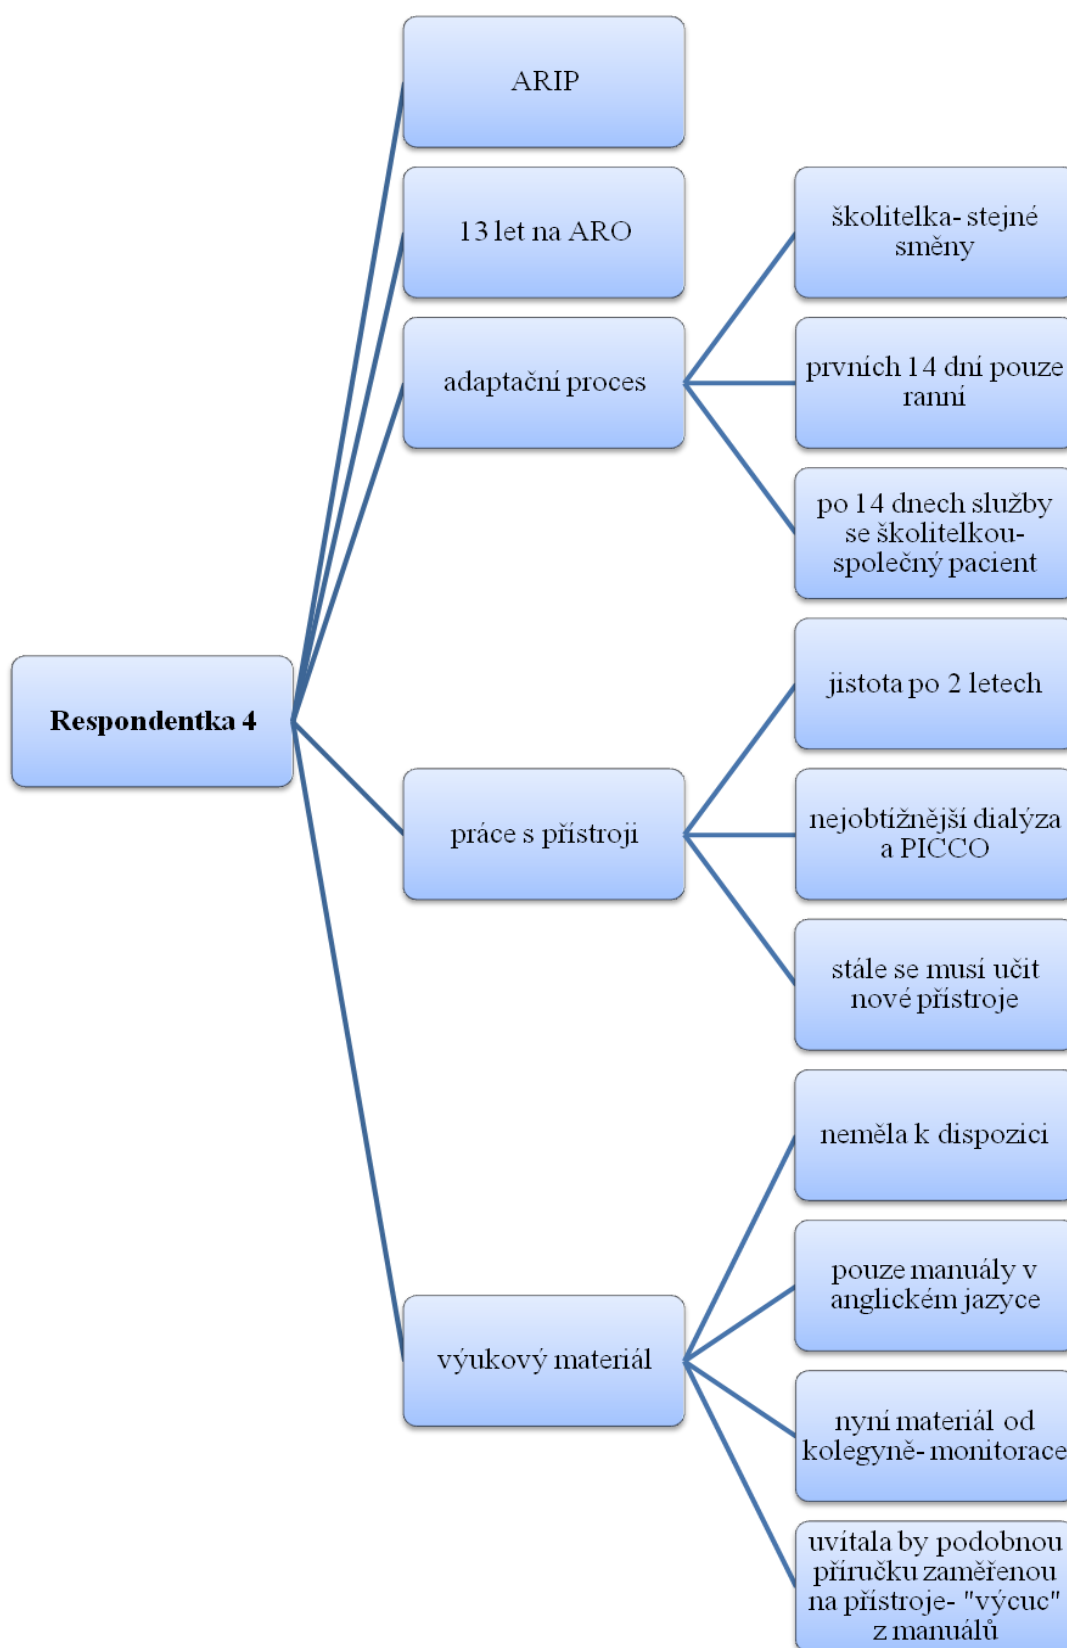 Respondentka 4
ARIP
13 let na ARO
adaptační proces
školitelka- stejné
směny
prvních 14 dní pouze
ranní
po 14 dnech služby
se školitelkou-
společný pacient
práce s přístroji
jistota po 2 letech
nejobtížnější dialýza
a PICCO
stále se musí učit
nové přístroje
výukový materiál
neměla k dispozici
pouze manuály v
anglickém jazyce
nyní materiál od
kolegyně- monitorace
uvítala by podobnou
příručku zaměřenou
na přístroje- "výcuc"
z manuálů